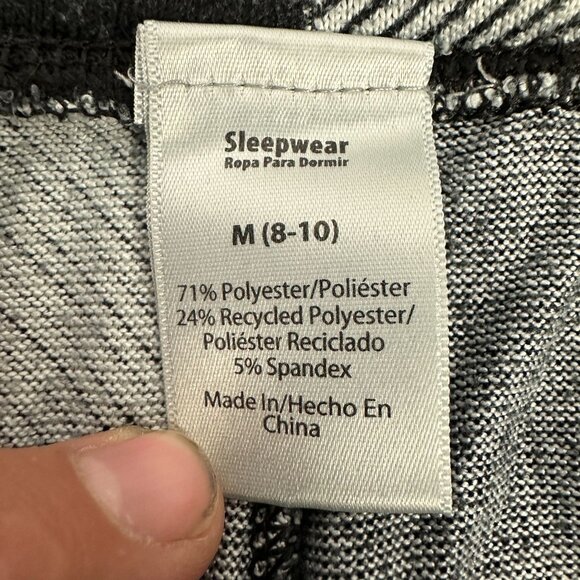 Sleepwear
Ropa Para Dormir
M (8-10)
71% Polyester/Poliéster
24% Recycled Polyester/
Poliéster Reciclado
5% Spandex
Made In/Hecho En
China